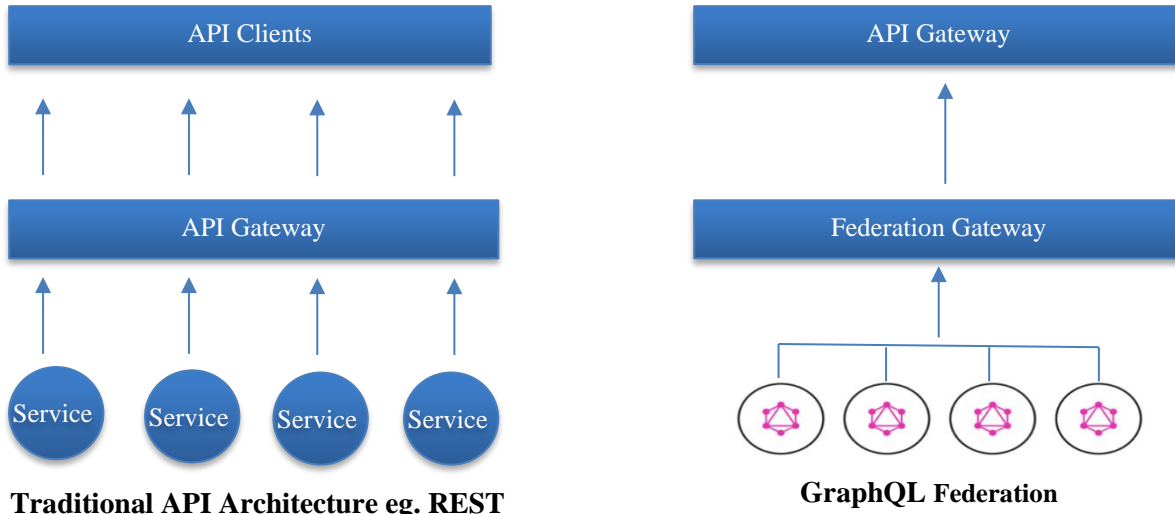 API Clients
API Gateway
Service Service Service Service
Traditional API Architecture eg. REST
API Gateway
Federation Gateway
GraphQL Federation